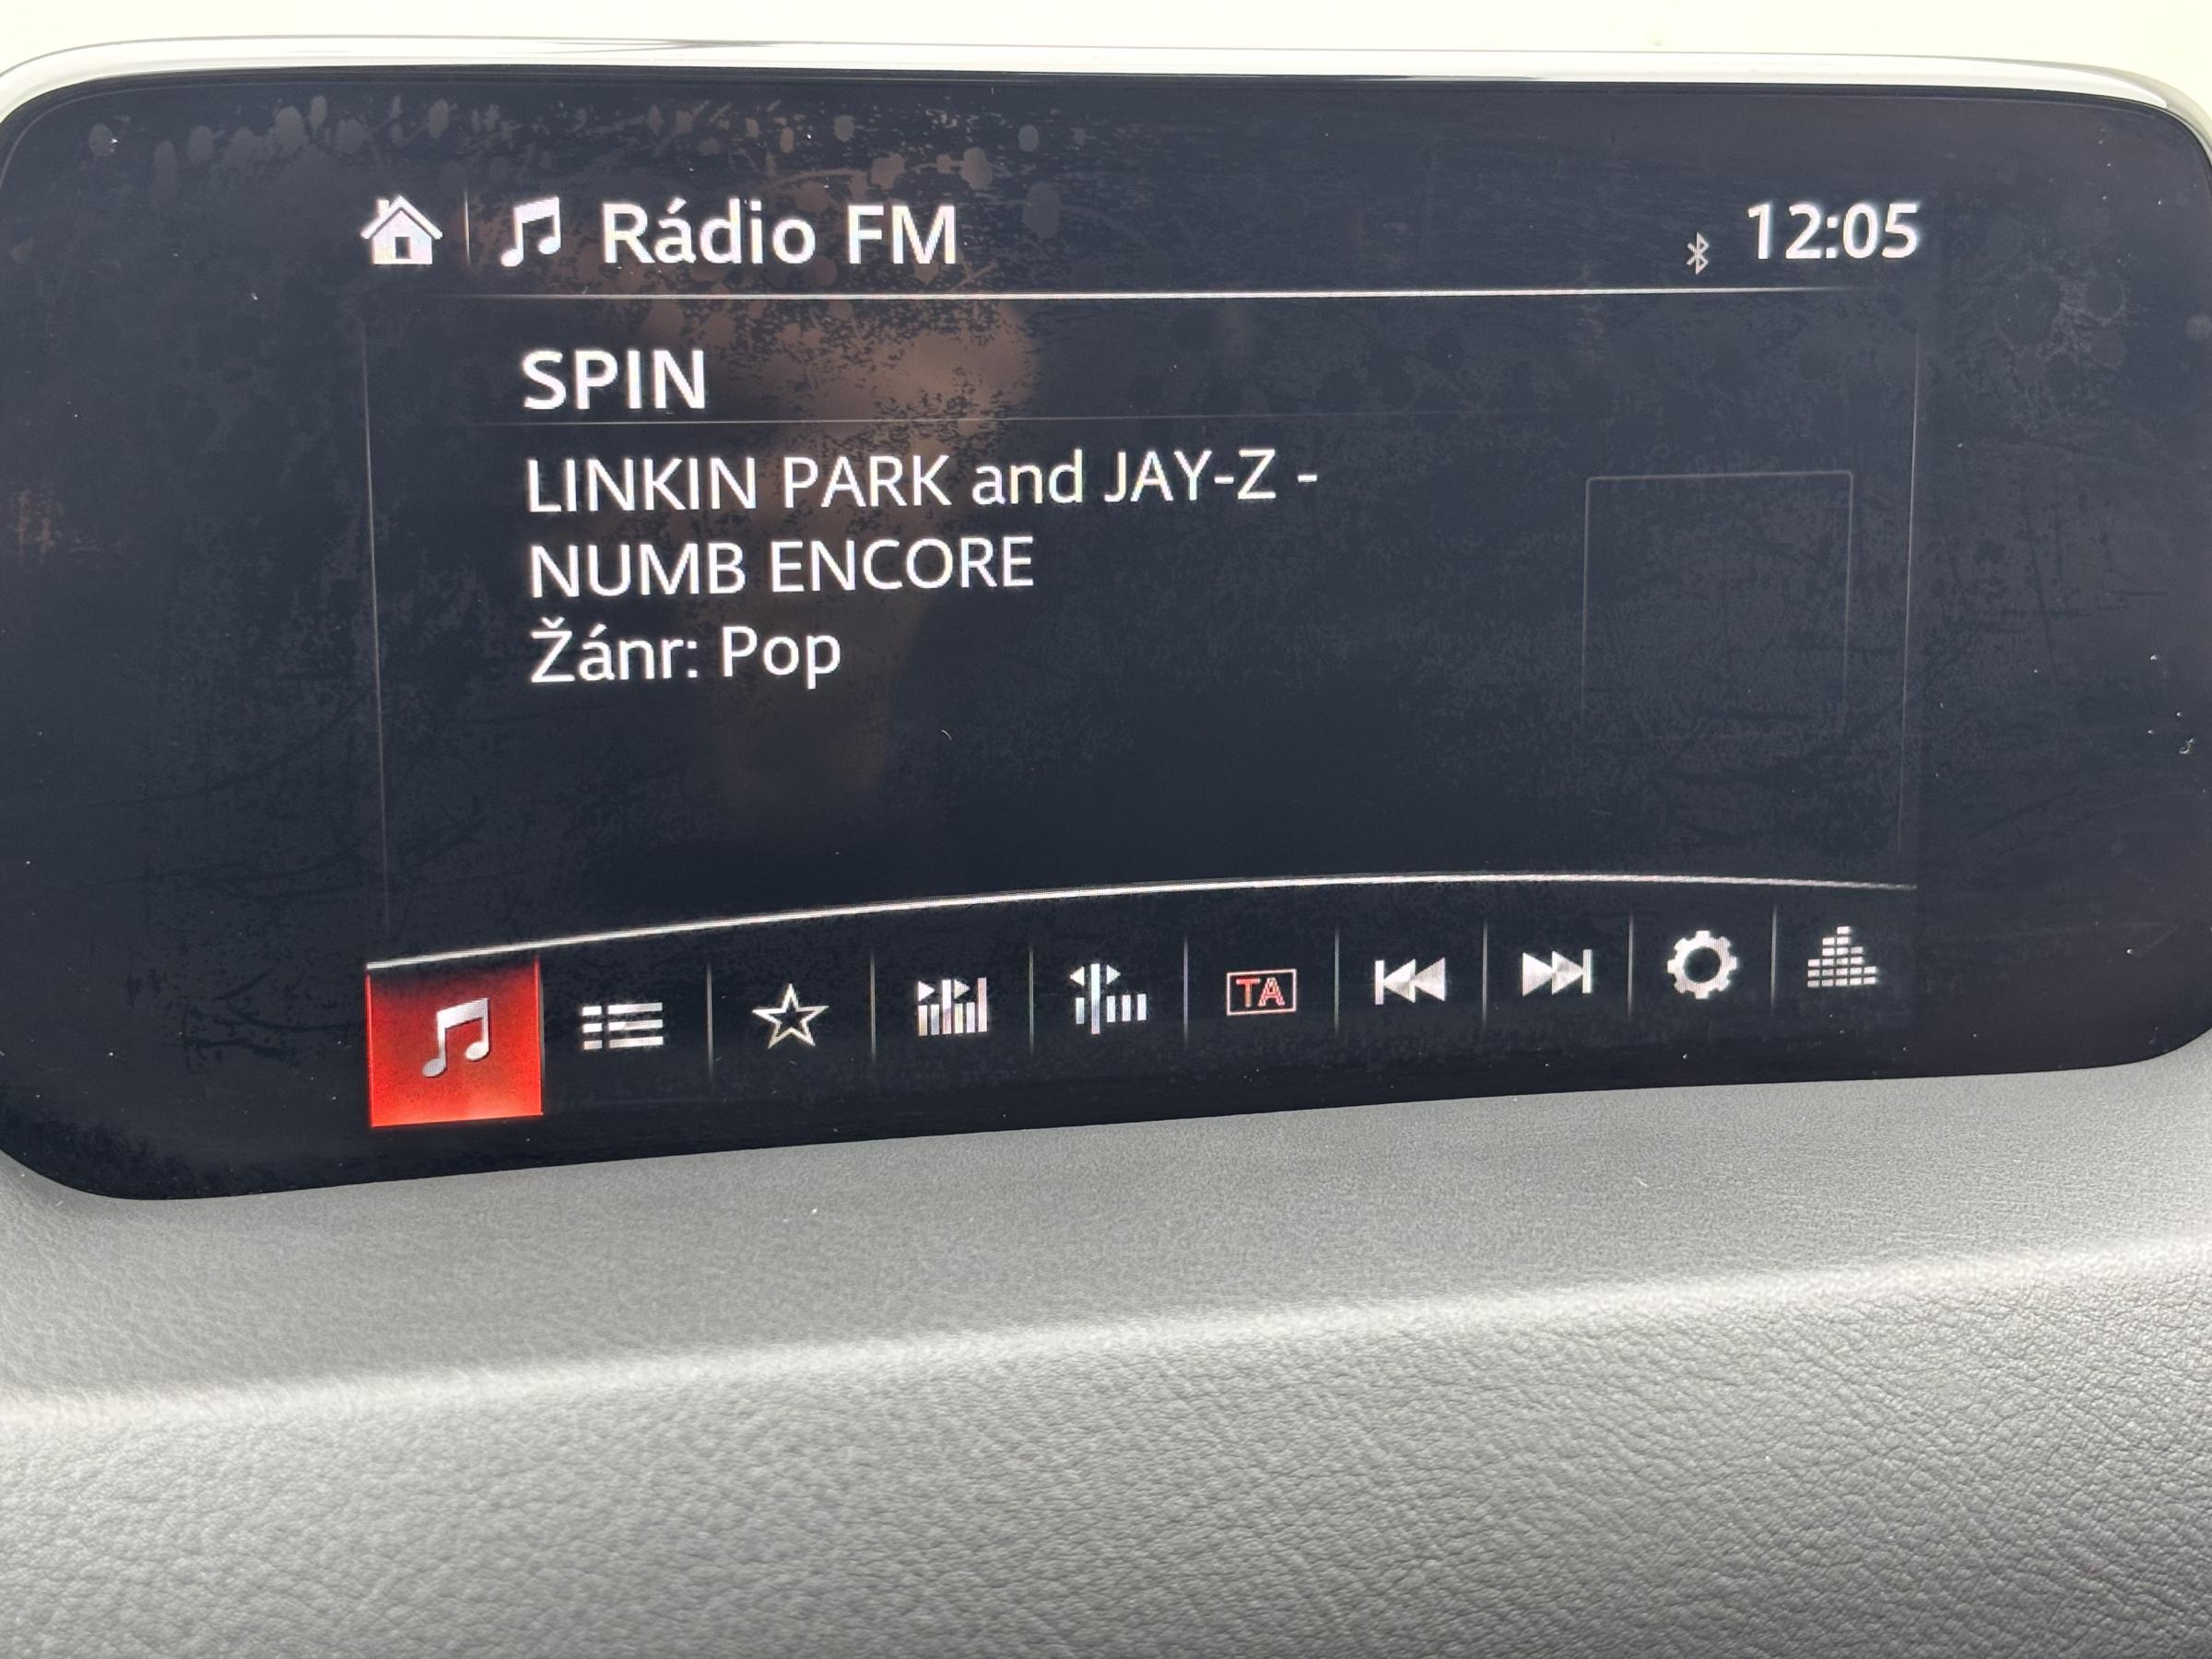 Rádio FM
12:05
SPIN
LINKIN PARK and JAY-Z -
NUMB ENCORE
Žánr: Pop
TA